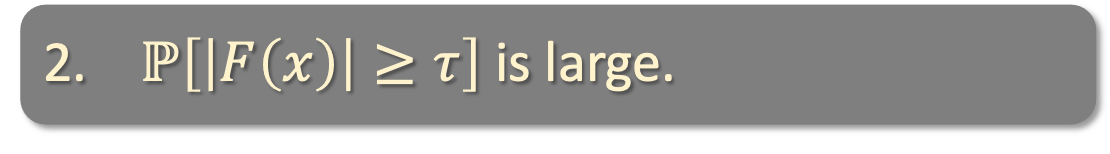 2. ℙ[|F(x)| ≥ τ] is large.